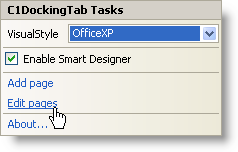 C1DockingTab Tasks
VisualStyle OfficeXP
Enable Smart Designer
Add page
Edit pages
About...